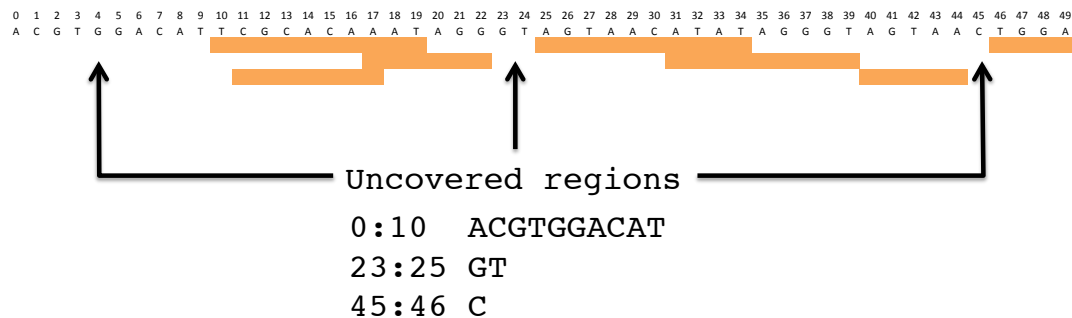 0 1 2 3 4 5 6 7 8 9 10 11 12 13 14 15 16 17 18 19 20 21 22 23 24 25 26 27 28 29 30 31 32 33 34 35 36 37 38 39 40 41 42 43 44 45 46 47 48 49
A C G T G G A C A T T C G C A C A A A T A G G G T A G T A A C A T A T A G G G T A G T A A C T G G A
Uncovered regions
0:10 ACGTGGACAT
23:25 GT
45:46 C